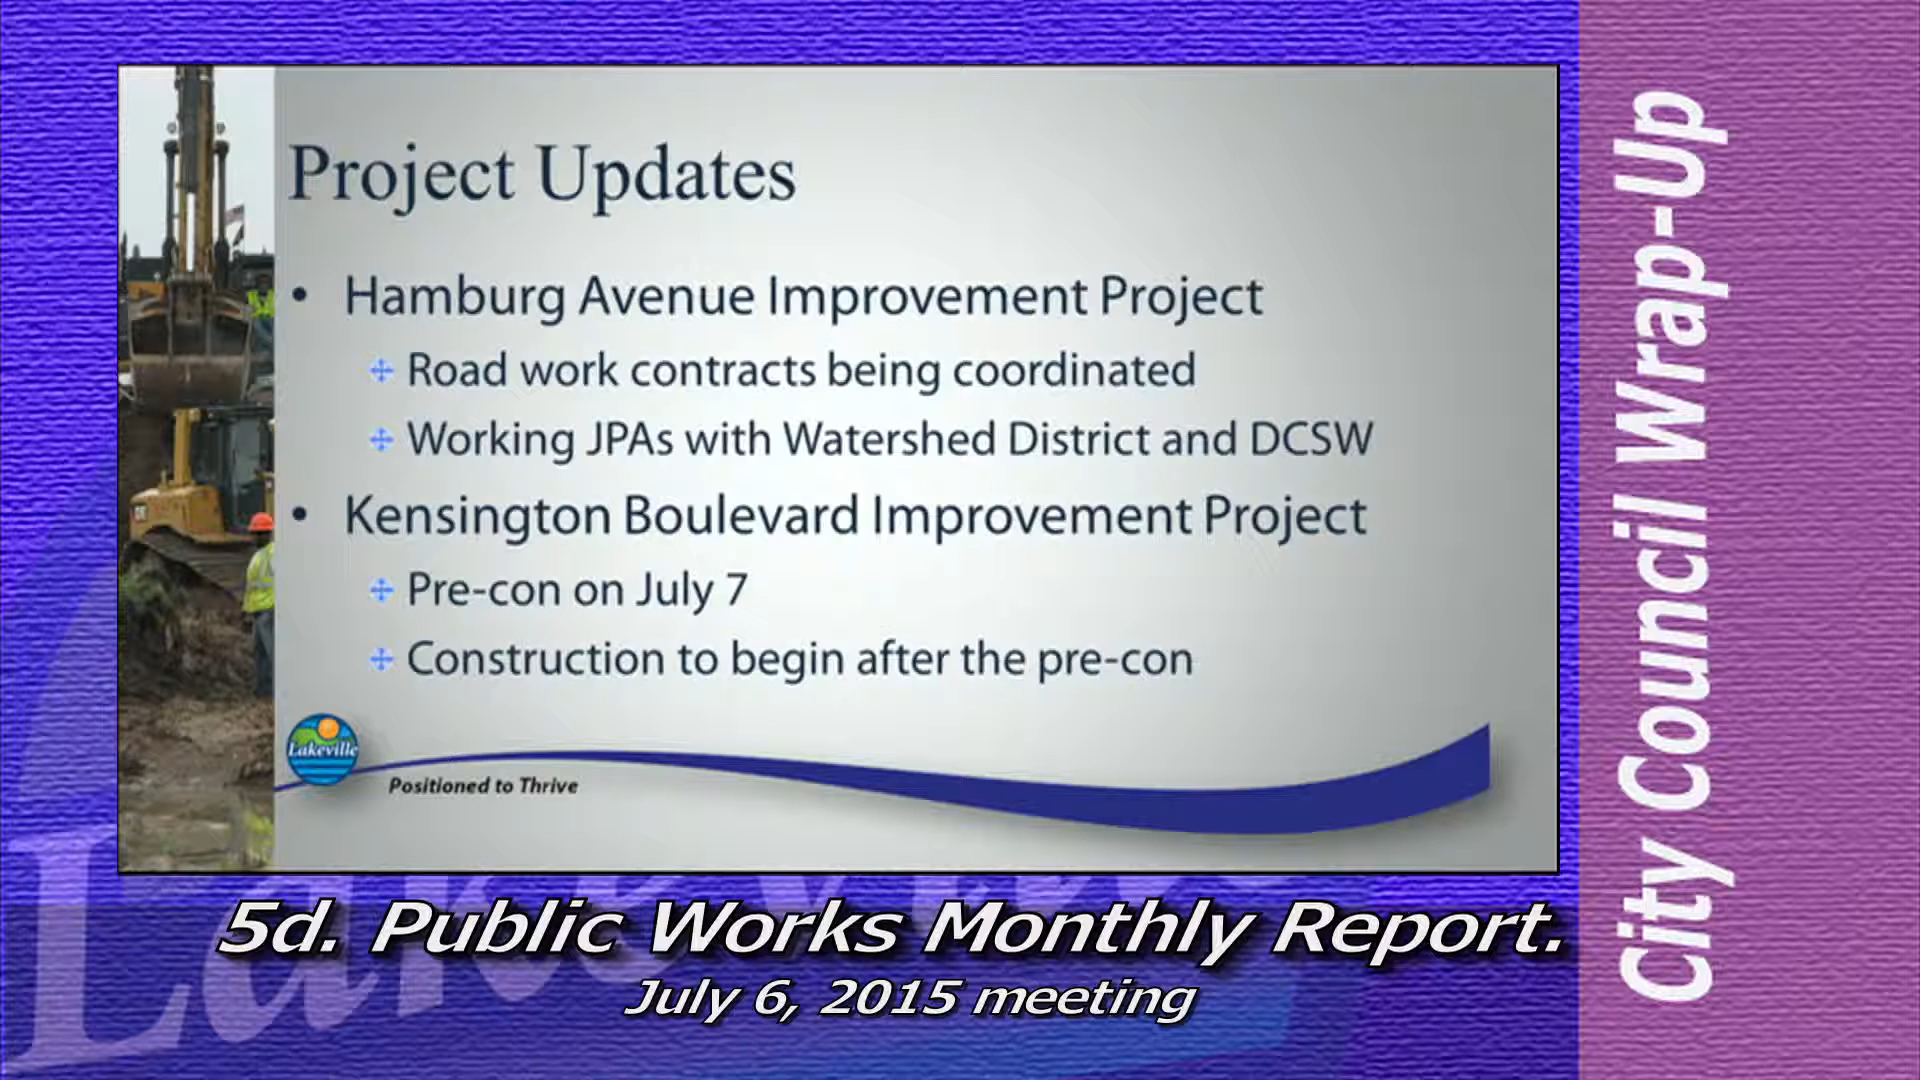 Project Updates
• Hamburg Avenue Improvement Project
Road work contracts being coordinated
Working JPAs with Watershed District and DCSW
• Kensington Boulevard Improvement Project
Pre-con on July 7
Construction to begin after the pre-con
Lakeville
Positioned to Thrive
5d. Public Works Monthly Report.
July 6, 2015 meeting
City Council Wrap-Up
Lakeville